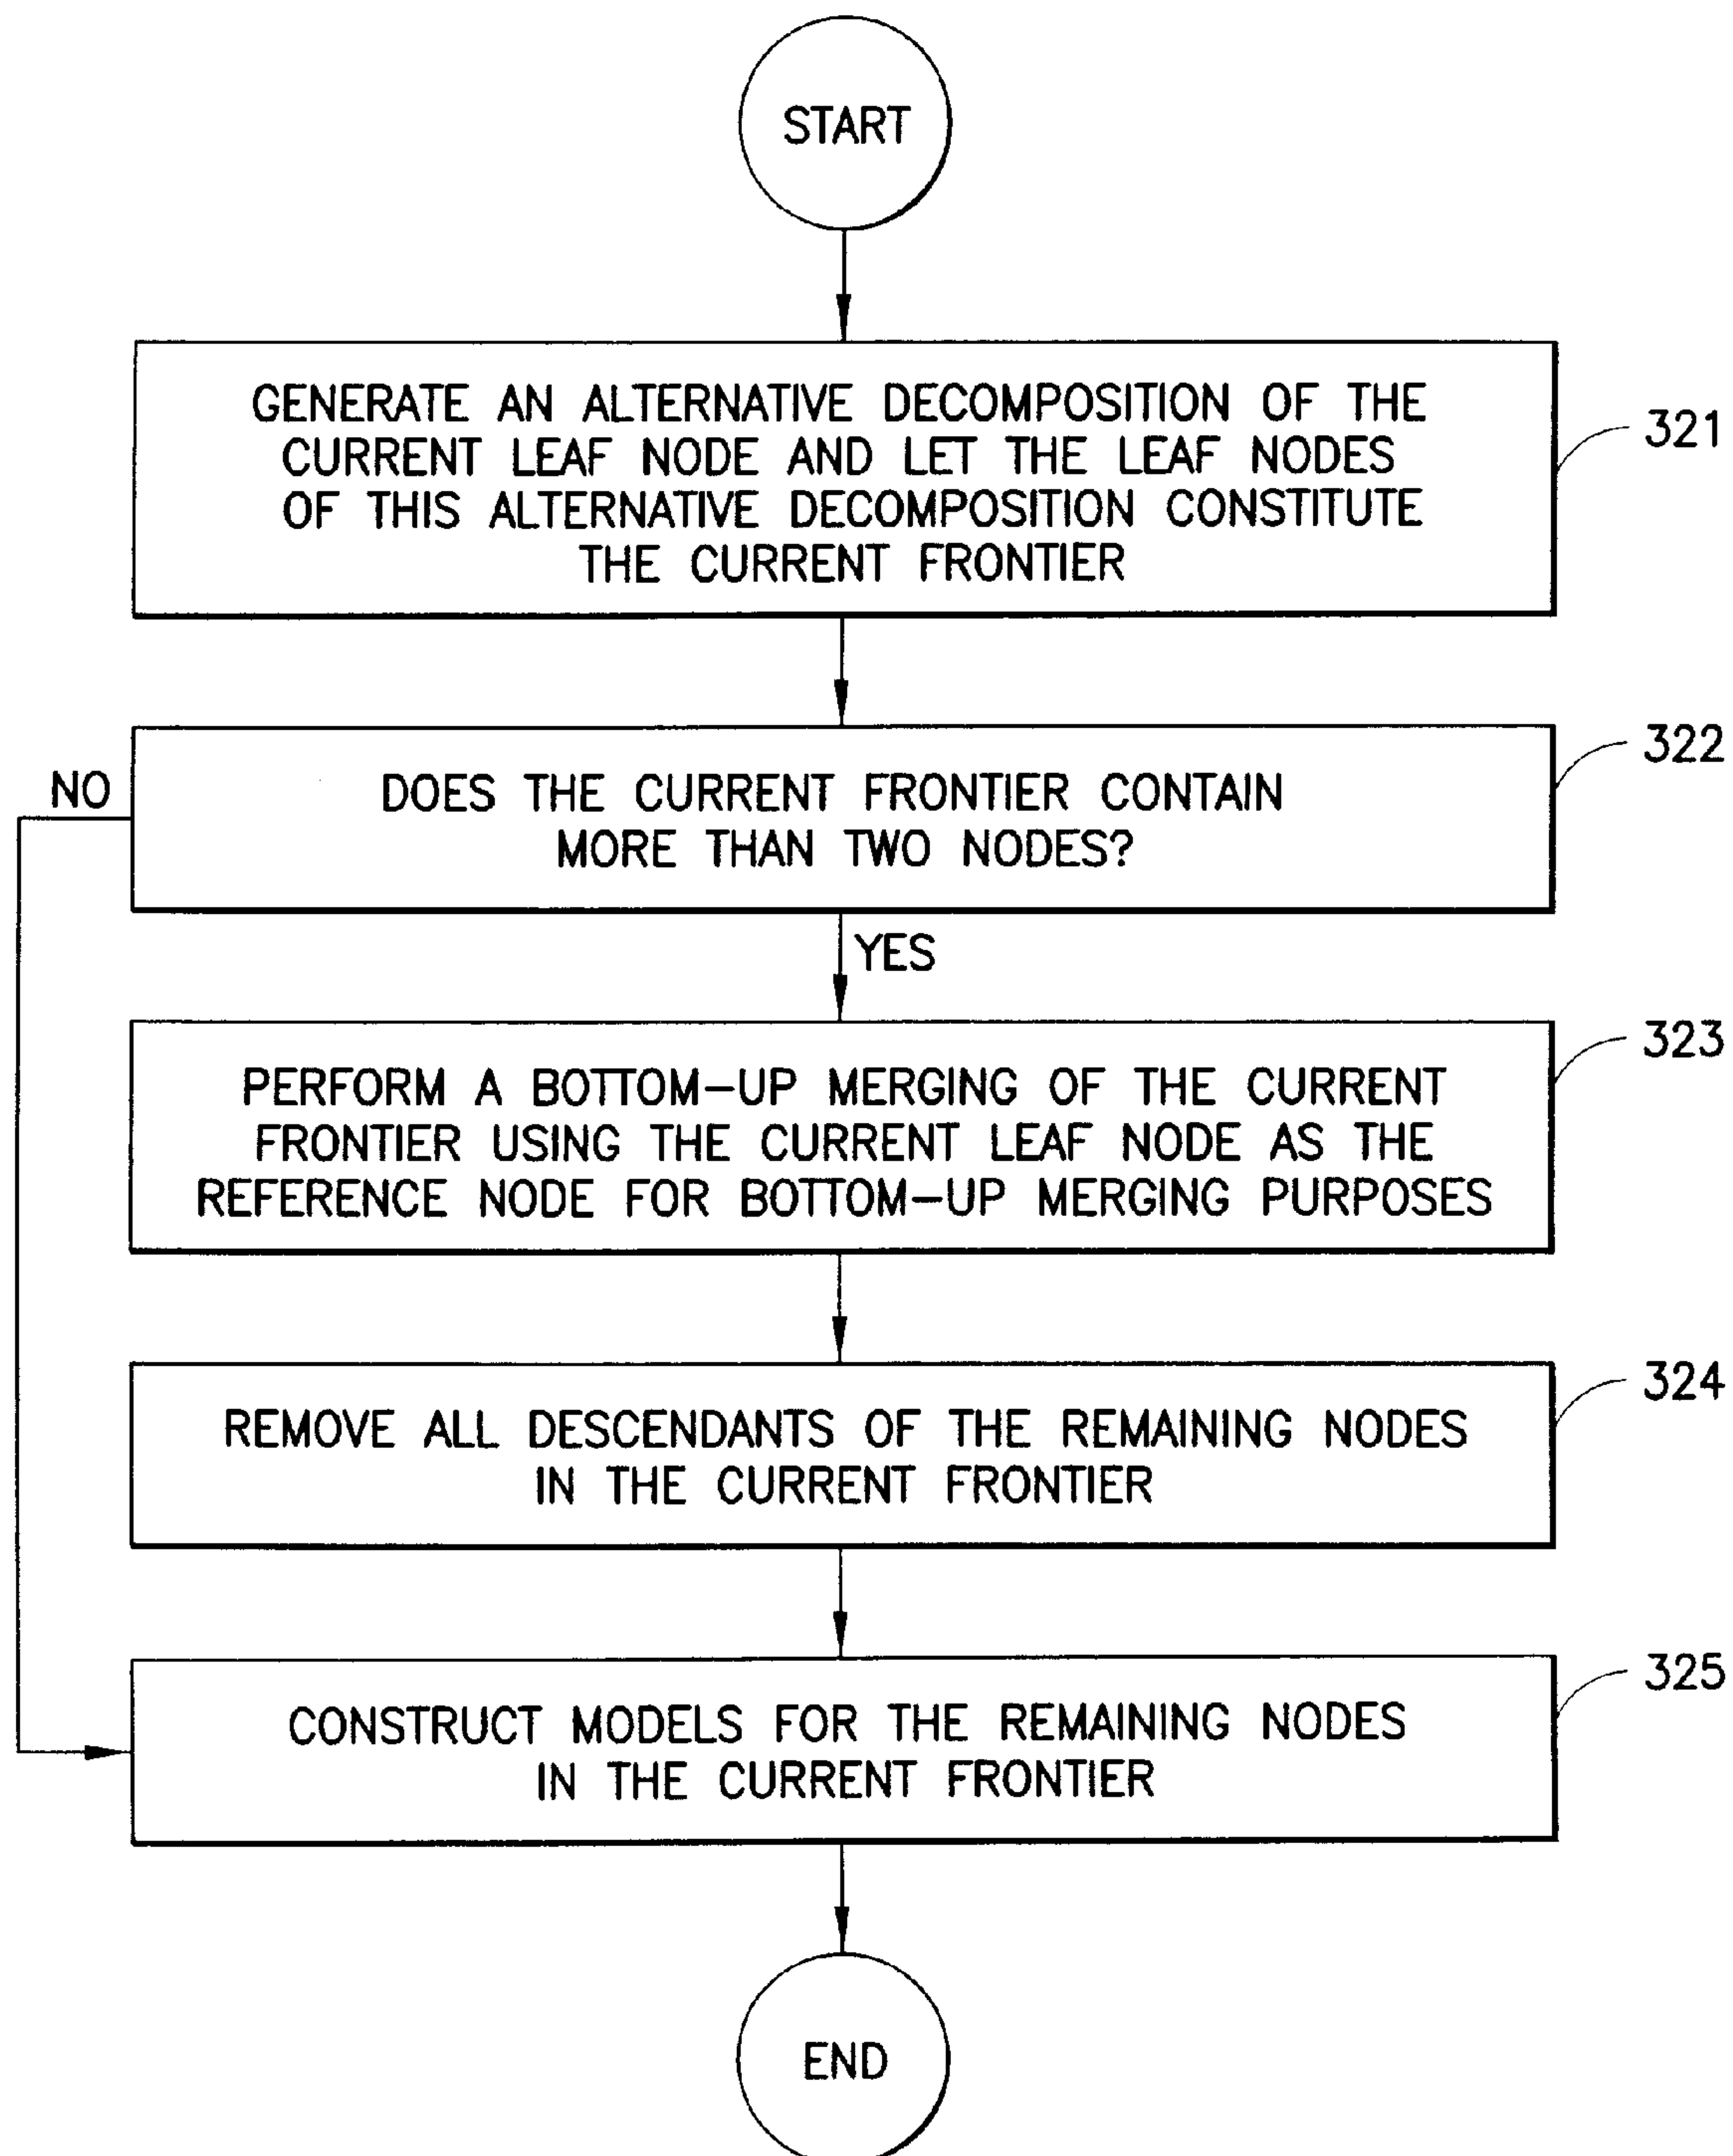 START
GENERATE AN ALTERNATIVE DECOMPOSITION OF THE
CURRENT LEAF NODE AND LET THE LEAF NODES
OF THIS ALTERNATIVE DECOMPOSITION CONSTITUTE
THE CURRENT FRONTIER
321
DOES THE CURRENT FRONTIER CONTAIN
MORE THAN TWO NODES?
322
NO
YES
PERFORM A BOTTOM-UP MERGING OF THE CURRENT
FRONTIER USING THE CURRENT LEAF NODE AS THE
REFERENCE NODE FOR BOTTOM-UP MERGING PURPOSES
323
REMOVE ALL DESCENDANTS OF THE REMAINING NODES
IN THE CURRENT FRONTIER
324
CONSTRUCT MODELS FOR THE REMAINING NODES
IN THE CURRENT FRONTIER
325
END